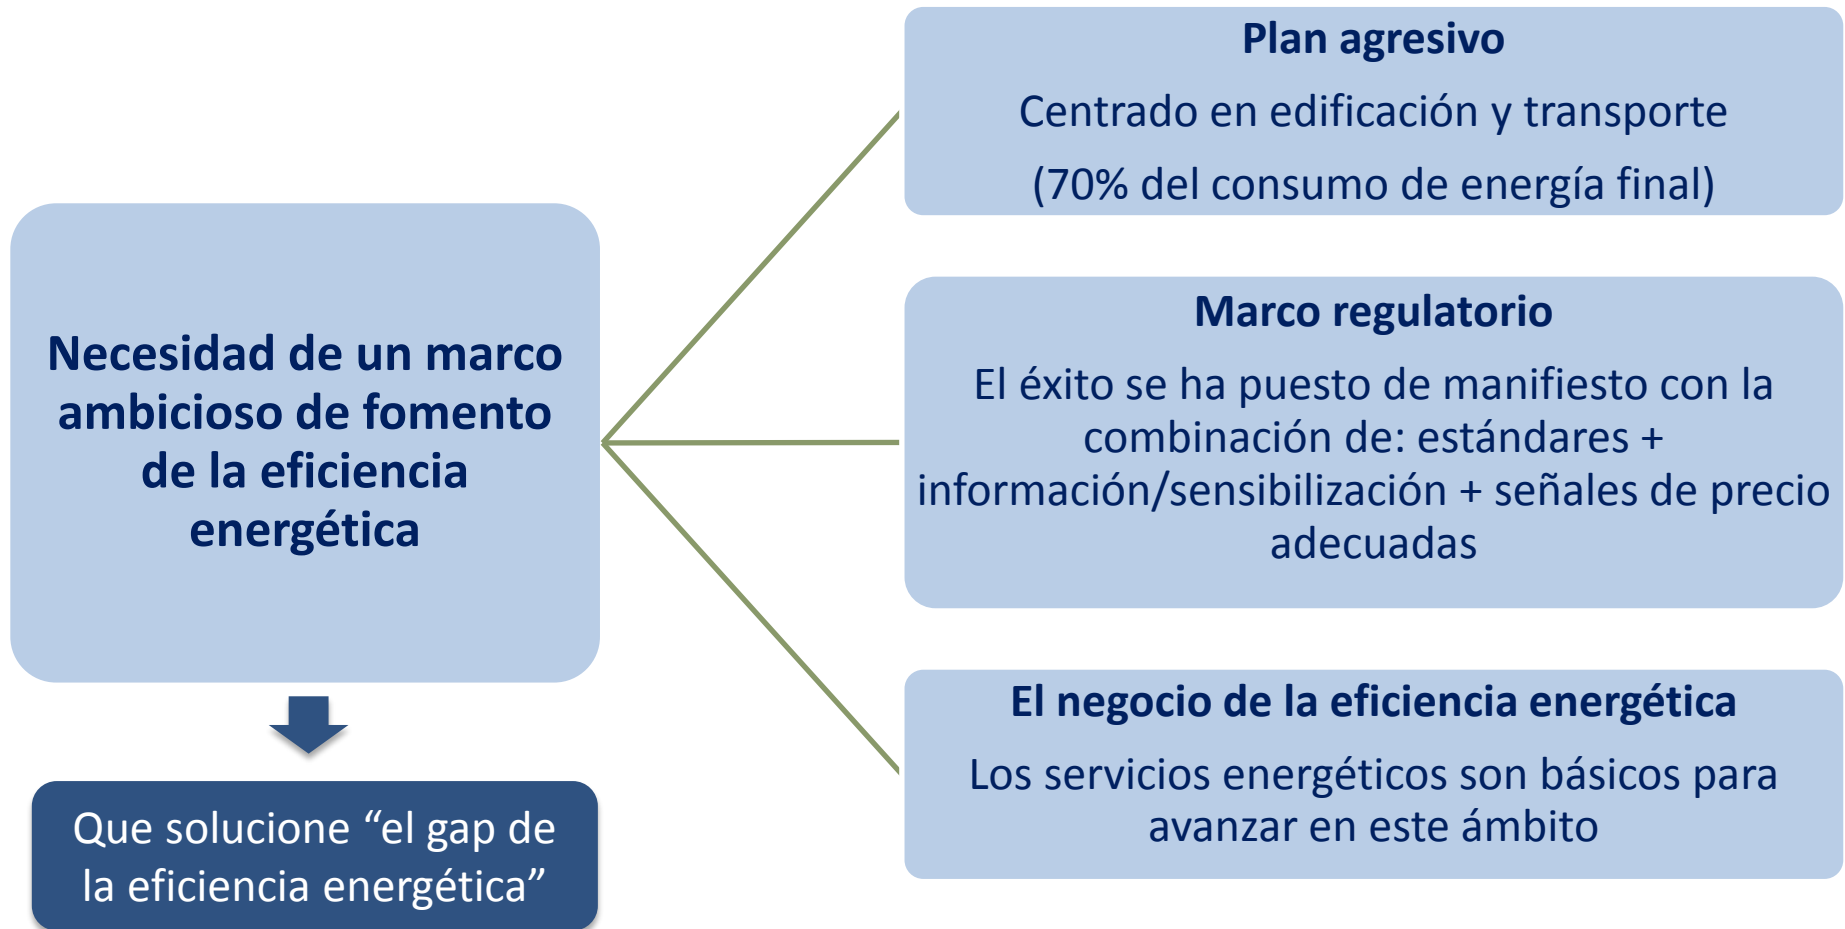 Necesidad de un marco
ambicioso de fomento
de la eficiencia
energética
Que solucione “el gap de
la eficiencia energética”
Plan agresivo
Centrado en edificación y transporte
(70% del consumo de energía final)
Marco regulatorio
El éxito se ha puesto de manifiesto con la
combinación de: estándares +
información/sensibilización + señales de precio
adecuadas
El negocio de la eficiencia energética
Los servicios energéticos son básicos para
avanzar en este ámbito